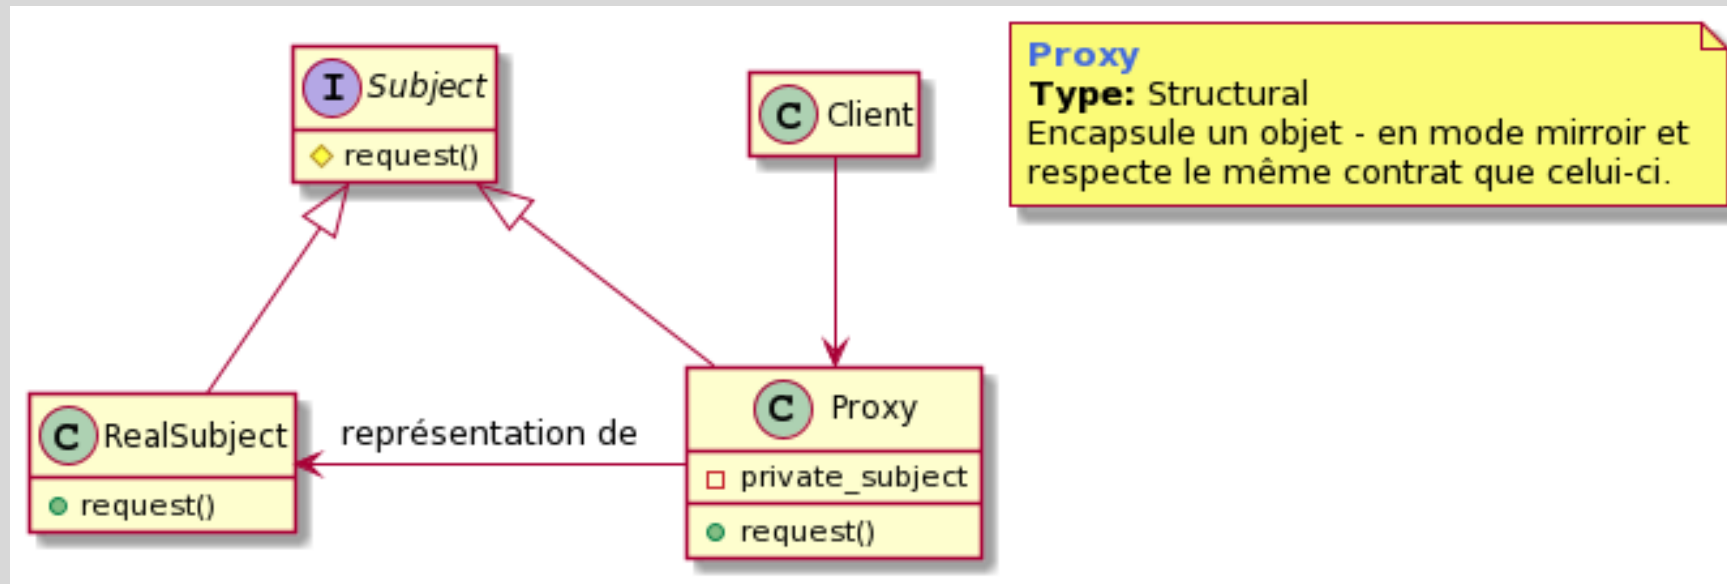 I Subject
request()
C Client
Proxy
Type: Structural
Encapsule un objet - en mode mirroir et
respecte le même contrat que celui-ci.
C RealSubject
request()
représentation de
C Proxy
private_subject
request()